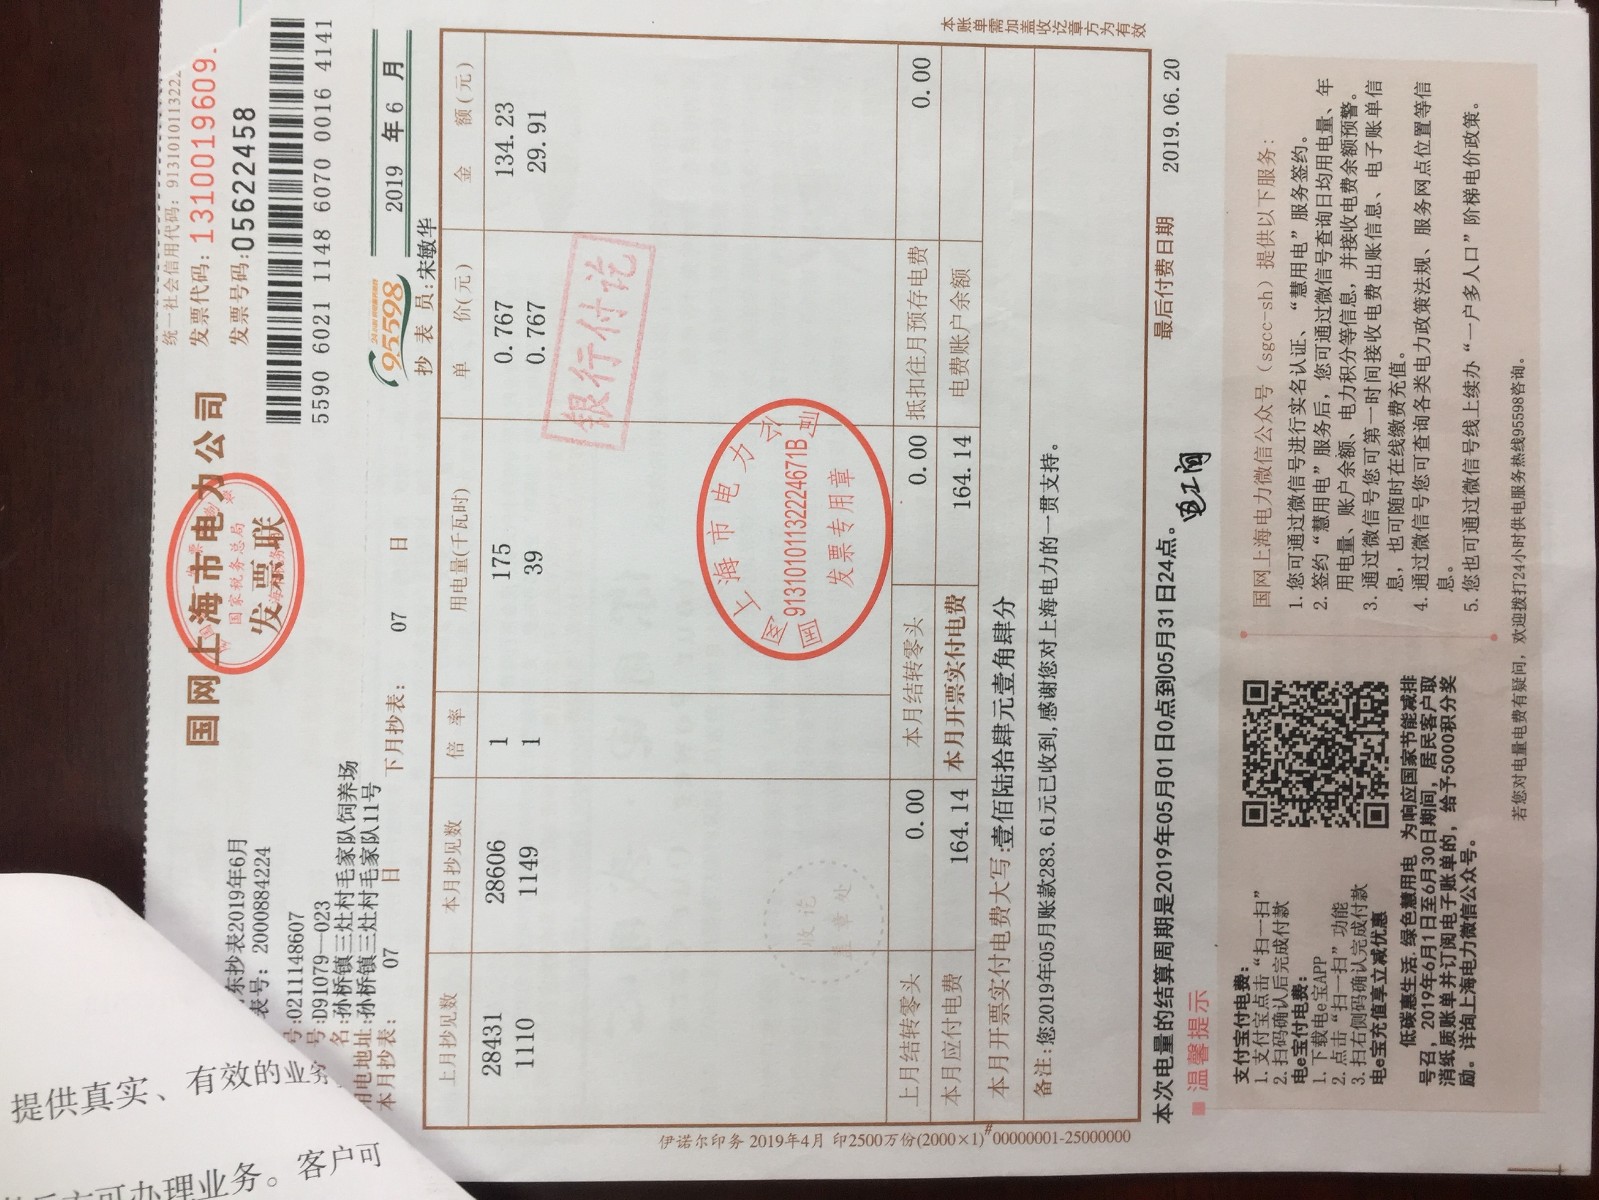 国网上海市电力公司
发票联
国家税务总局
统一社会信用代码: 9131010113222
发票代码: 1310019609
发票号码:05622458
5590 6021 1148 6070 0016 4141
东抄表2019年6月
表号: 2000884224
号:0211148607
号:D91079—023
名:孙桥镇三灶村毛家队饲养场
用电地址:孙桥镇三灶村毛家队11号
本月抄表: 07 日 下月抄表: 07 日
95598
2019 年 6 月
抄 表 员:宋敏华
上月抄见数 本月抄见数 倍 率 用电量(千瓦时) 单 价(元) 金 额(元)
28431 28606 1 175 0.767 134.23
1110 1149 1 39 0.767 29.91
银行付讫
国网上海市电力公司
91310101132224671B
发票专用章
收讫
盖章处
上月结转零头 0.00 本月结转零头 0.00 抵扣往月预存电费 0.00
本月应付电费 164.14 本月开票实付电费 164.14 电费账户余额
本月开票实付电费大写:壹佰陆拾肆元壹角肆分
备注:您2019年05月账款283.61元已收到,感谢您对上海电力的一贯支持。
本账单需加盖收讫章方为有效
伊诺尔印务 2019年4月 印2500万份(2000×1)#00000001-25000000
本次电量的结算周期是2019年05月01日0点到05月31日24点。
最后付费日期 2019.06.20
电工间
温馨提示
支付宝付电费:
1.支付宝点击“扫一扫”
2.扫码确认后完成付款
电e宝付电费:
1.下载电e宝APP
2.点击“扫一扫”功能
3.扫右侧码确认完成付款
电e宝充值享立减优惠
低碳惠生活,绿色慧用电 为响应国家节能减排
号召, 2019年6月1日至6月30日期间, 居民客户取
消纸质账单并订阅电子账单的, 给予5000积分奖
励。详询上海电力微信公众号。
国网上海电力微信公众号（sgcc-sh）提供以下服务:
1.您可通过微信号进行实名认证、“慧用电”服务签约。
2.签约“慧用电”服务后, 您可通过微信号查询日均用电量、年
用电量、账户余额、电力积分等信息, 并接收电费余额预警。
3.通过微信号您可第一时间接收电费出账信息、电子账单信
息, 也可随时在线缴费充值。
4.通过微信号您可查询各类电力政策法规、服务网点位置等信
息。
5.您也可通过微信号线上续办“一户多人口”阶梯电价政策。
若您对电量电费有疑问, 欢迎拨打24小时供电服务热线95598咨询。
提供真实、有效的业务
方可办理业务。客户可